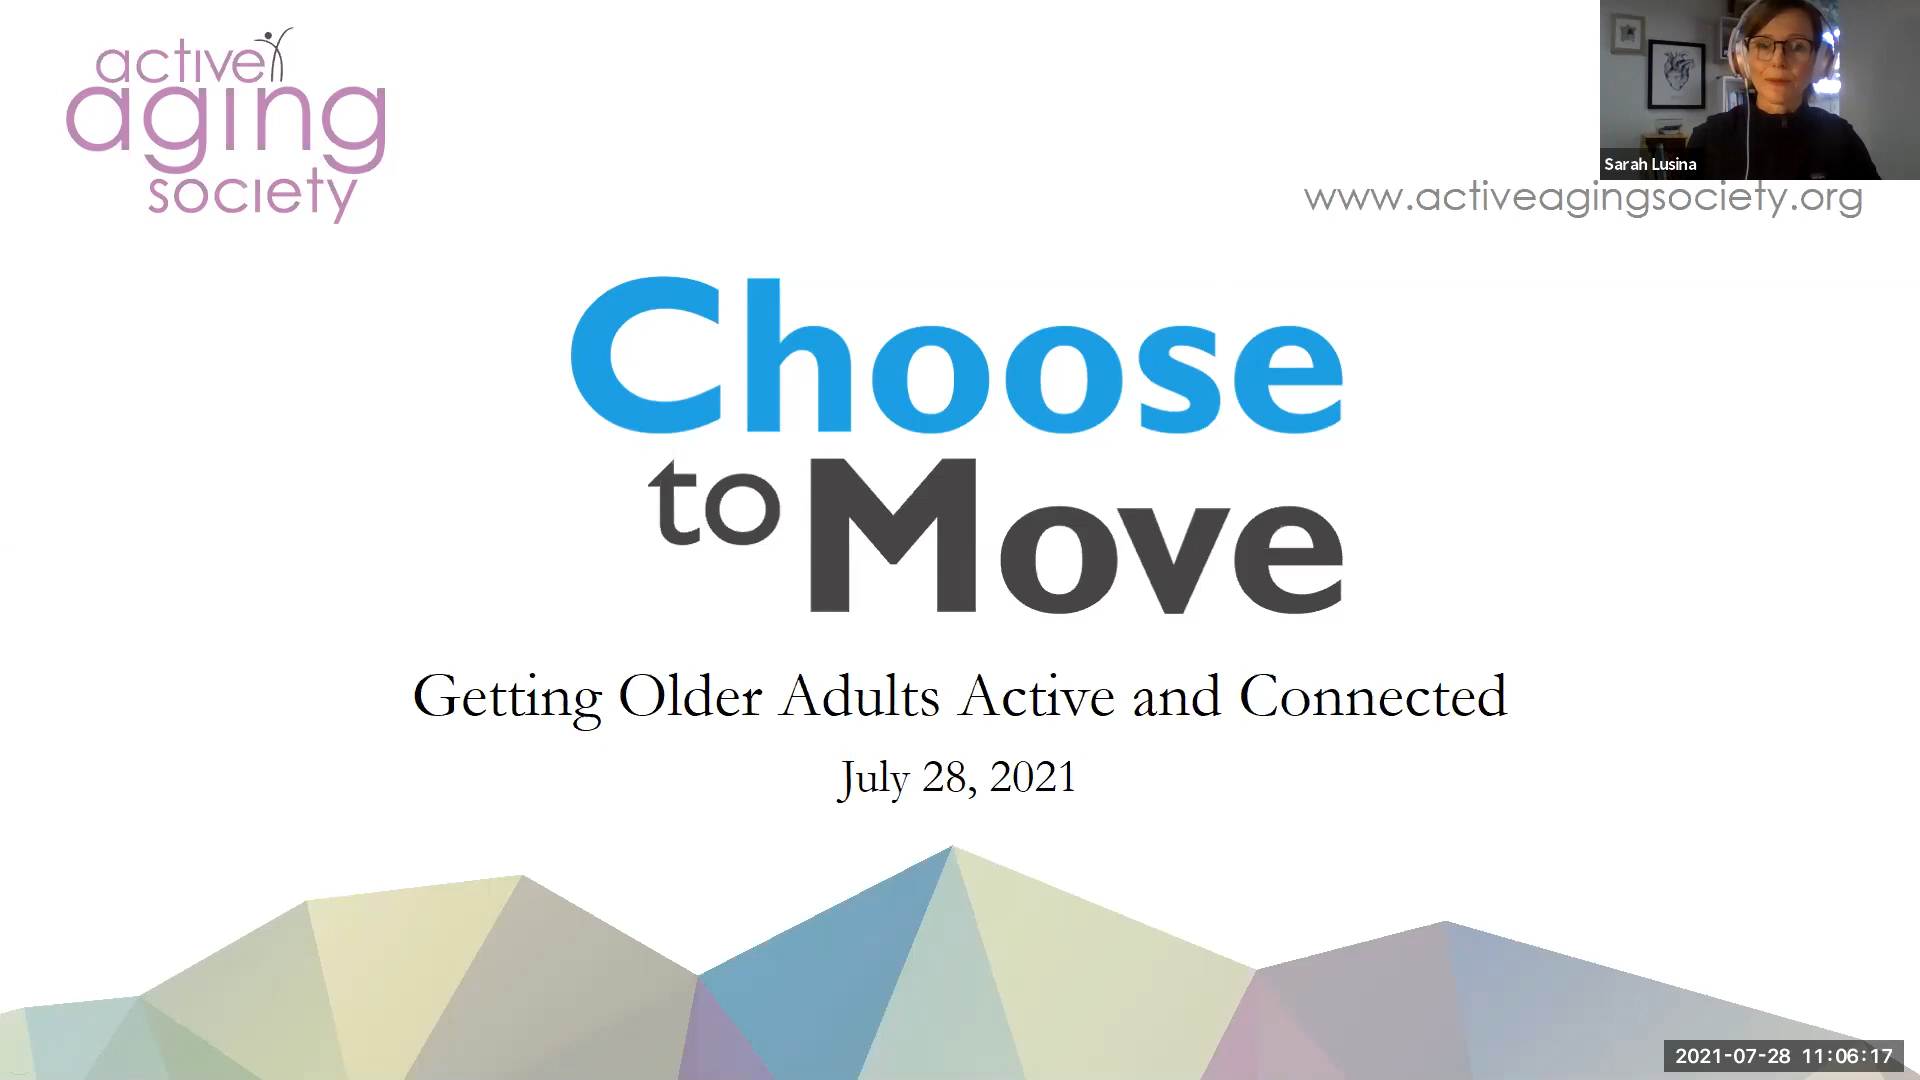 active
aging
society
Sarah Lusina
www.activeagingsociety.org
Choose
to Move
Getting Older Adults Active and Connected
July 28, 2021
2021-07-28 11:06:17